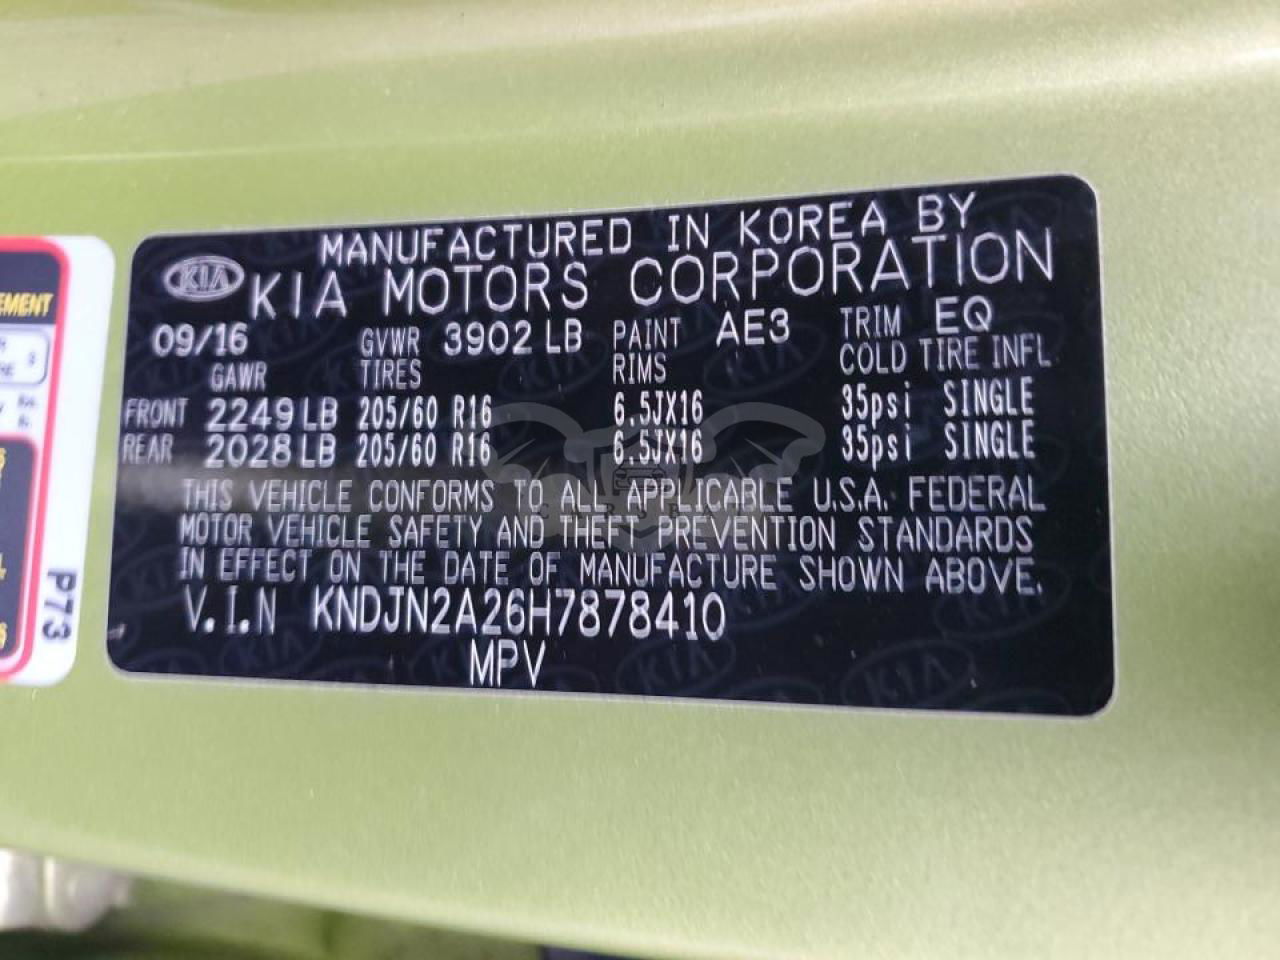 MANUFACTURED IN KOREA BY
KIA KIA MOTORS CORPORATION
09/16 GVWR 3902 LB PAINT AE3 TRIM EQ
GAWR TIRES RIMS COLD TIRE INFL
FRONT 2249 LB 205/60 R16 6.5JX16 35psi SINGLE
REAR 2028 LB 205/60 R16 6.5JX16 35psi SINGLE
THIS VEHICLE CONFORMS TO ALL APPLICABLE U.S.A. FEDERAL
MOTOR VEHICLE SAFETY AND THEFT PREVENTION STANDARDS
IN EFFECT ON THE DATE OF MANUFACTURE SHOWN ABOVE.
V.I.N KNDJN2A26H7878410
MPV
P73